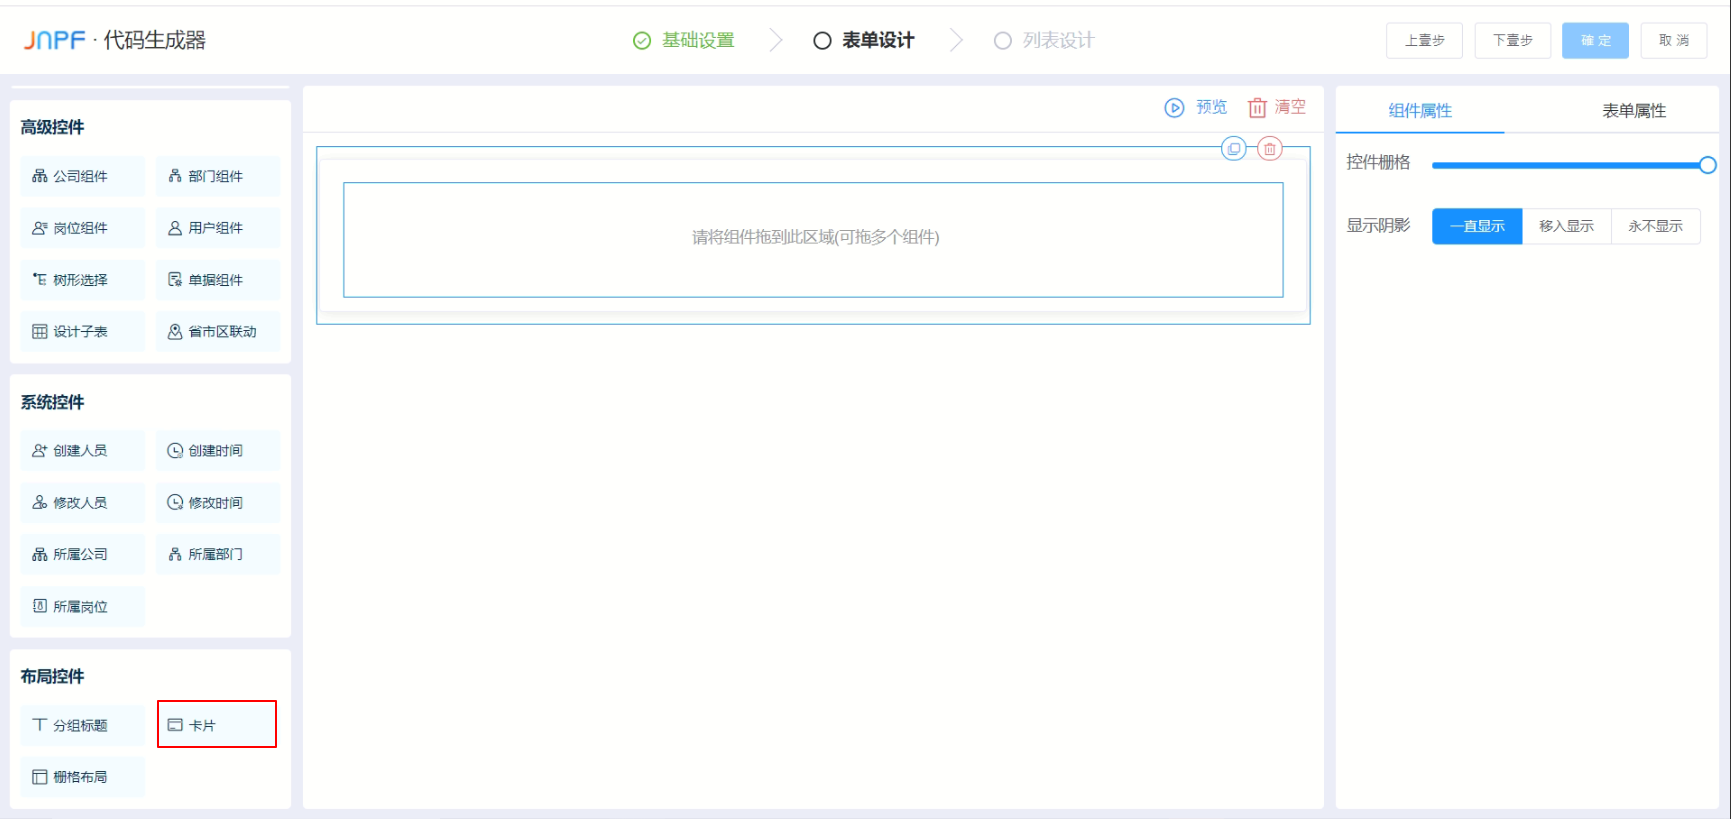 JNPF · 代码生成器
基础设置
表单设计
列表设计
上壹步
下壹步
確 定
取 消
高级控件
公司组件
部门组件
岗位组件
用户组件
树形选择
单据组件
设计子表
省市区联动
系统控件
创建人员
创建时间
修改人员
修改时间
所属公司
所属部门
所属岗位
布局控件
分组标题
卡片
栅格布局
预览
清空
请将组件拖到此区域(可拖多个组件)
组件属性
表单属性
控件栅格
显示阴影
一直显示
移入显示
永不显示